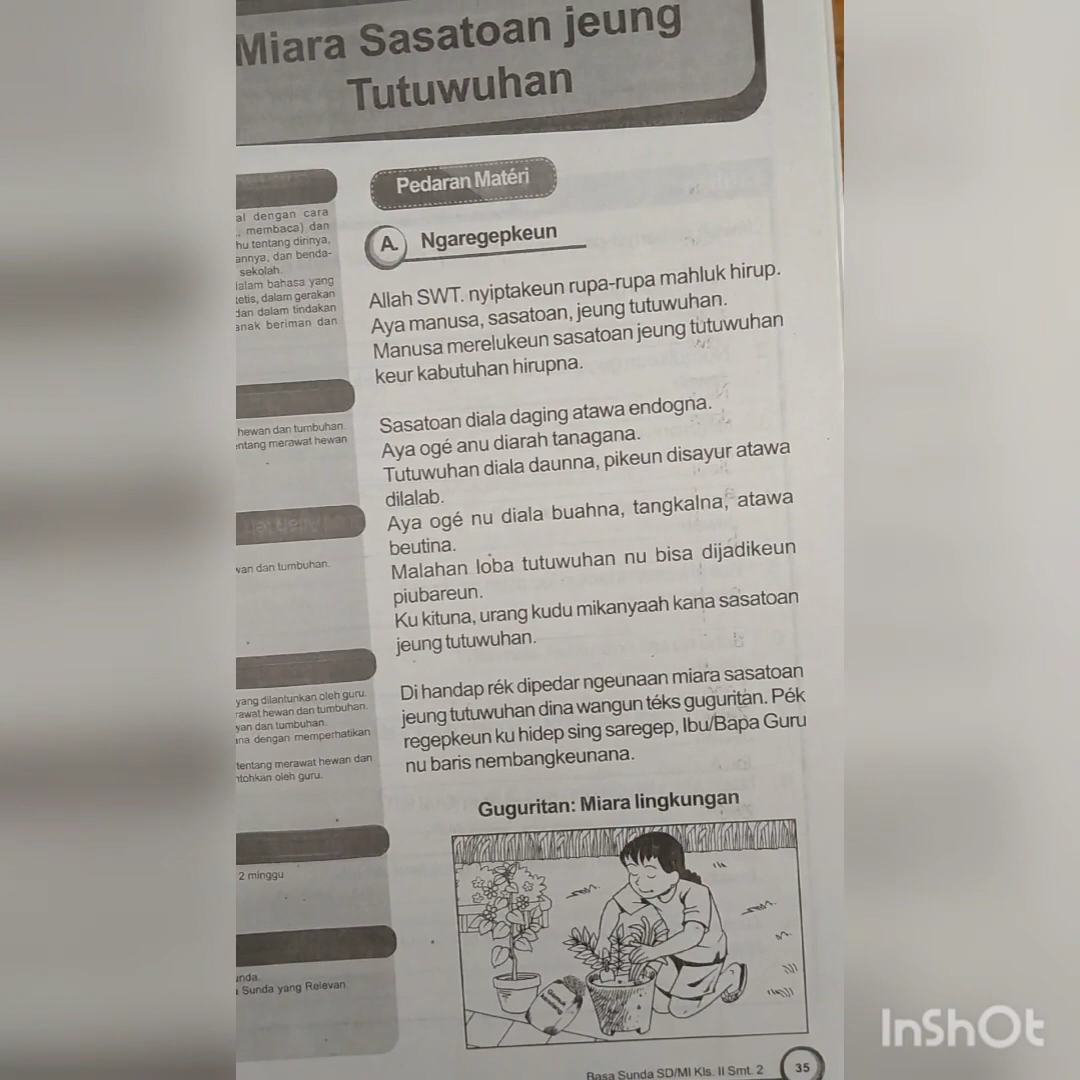 Miara Sasatoan jeung
Tutuwuhan
al dengan cara
, membaca) dan
hu tentang dirinya,
annya, dan benda-
sekolah.
dalam bahasa yang
tetis, dalam gerakan
dan dalam tindakan
anak beriman dan
hewan dan tumbuhan.
entang merawat hewan
wan dan tumbuhan.
yang dilantunkan oleh guru.
rawat hewan dan tumbuhan.
yan dan tumbuhan.
ana dengan memperhatikan
tentang merawat hewan dan
ntohkan oleh guru.
2 minggu
unda.
Sunda yang Relevan
Pedaran Matéri
A. Ngaregepkeun
Allah SWT. nyiptakeun rupa-rupa mahluk hirup.
Aya manusa, sasatoan, jeung tutuwuhan.
Manusa merelukeun sasatoan jeung tutuwuhan
keur kabutuhan hirupna.
Sasatoan diala daging atawa endogna.
Aya ogé anu diarah tanagana.
Tutuwuhan diala daunna, pikeun disayur atawa
dilalab.
Aya ogé nu diala buahna, tangkalna, atawa
beutina.
Malahan loba tutuwuhan nu bisa dijadikeun
piubareun.
Ku kituna, urang kudu mikanyaah kana sasatoan
jeung tutuwuhan.
Di handap rék dipedar ngeunaan miara sasatoan
jeung tutuwuhan dina wangun téks guguritan. Pék
regepkeun ku hidep sing saregep, Ibu/Bapa Guru
nu baris nembangkeunana.
Guguritan: Miara lingkungan
Basa Sunda SD/MI Kls. II Smt. 2
35
InShOt